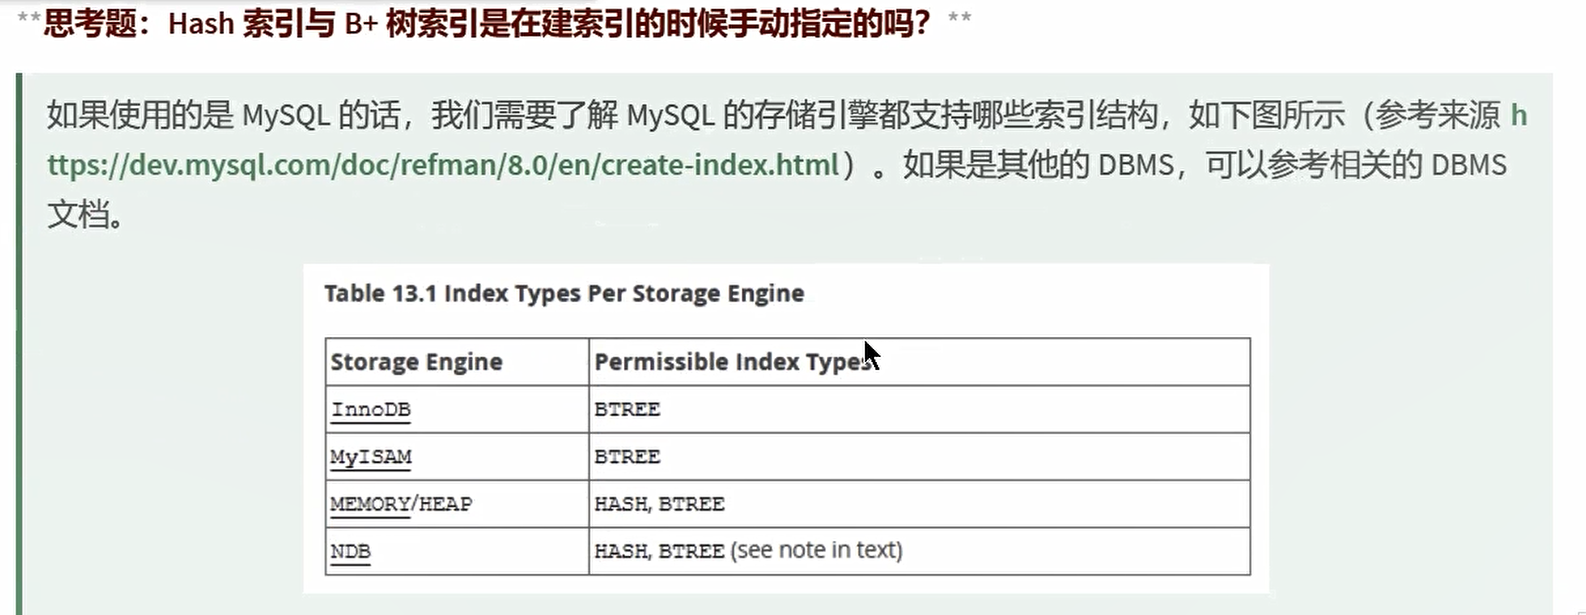 **思考题：Hash 索引与 B+ 树索引是在建索引的时候手动指定的吗？**
如果使用的是 MySQL 的话，我们需要了解 MySQL 的存储引擎都支持哪些索引结构，如下图所示（参考来源 h
ttps://dev.mysql.com/doc/refman/8.0/en/create-index.html）。如果是其他的 DBMS，可以参考相关的 DBMS
文档。
Table 13.1 Index Types Per Storage Engine
Storage Engine Permissible Index Types
InnoDB BTREE
MyISAM BTREE
MEMORY/HEAP HASH, BTREE
NDB HASH, BTREE (see note in text)